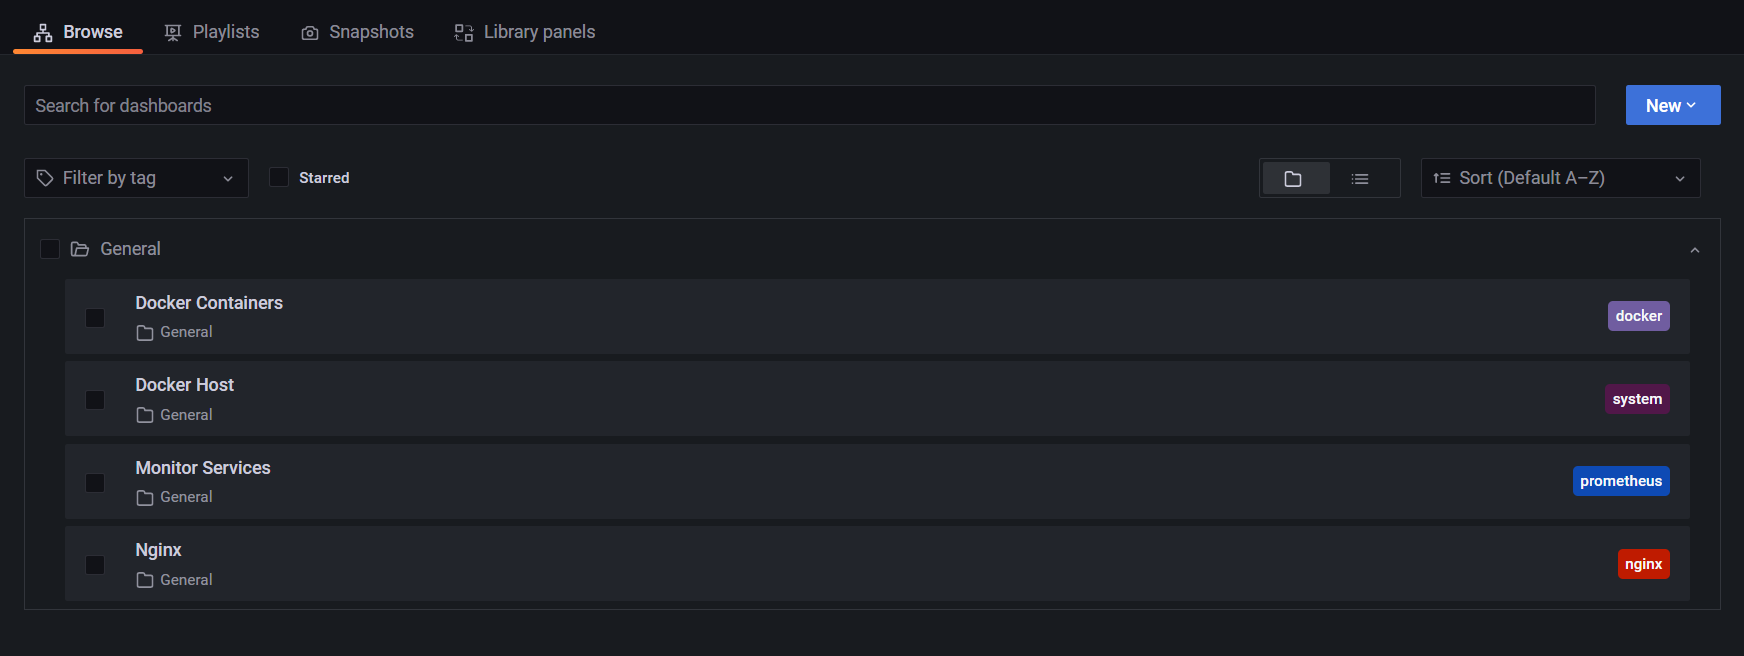 Browse Playlists Snapshots Library panels
Search for dashboards New
Filter by tag Starred Sort (Default A–Z)
General
Docker Containers
General docker
Docker Host
General system
Monitor Services
General prometheus
Nginx
General nginx